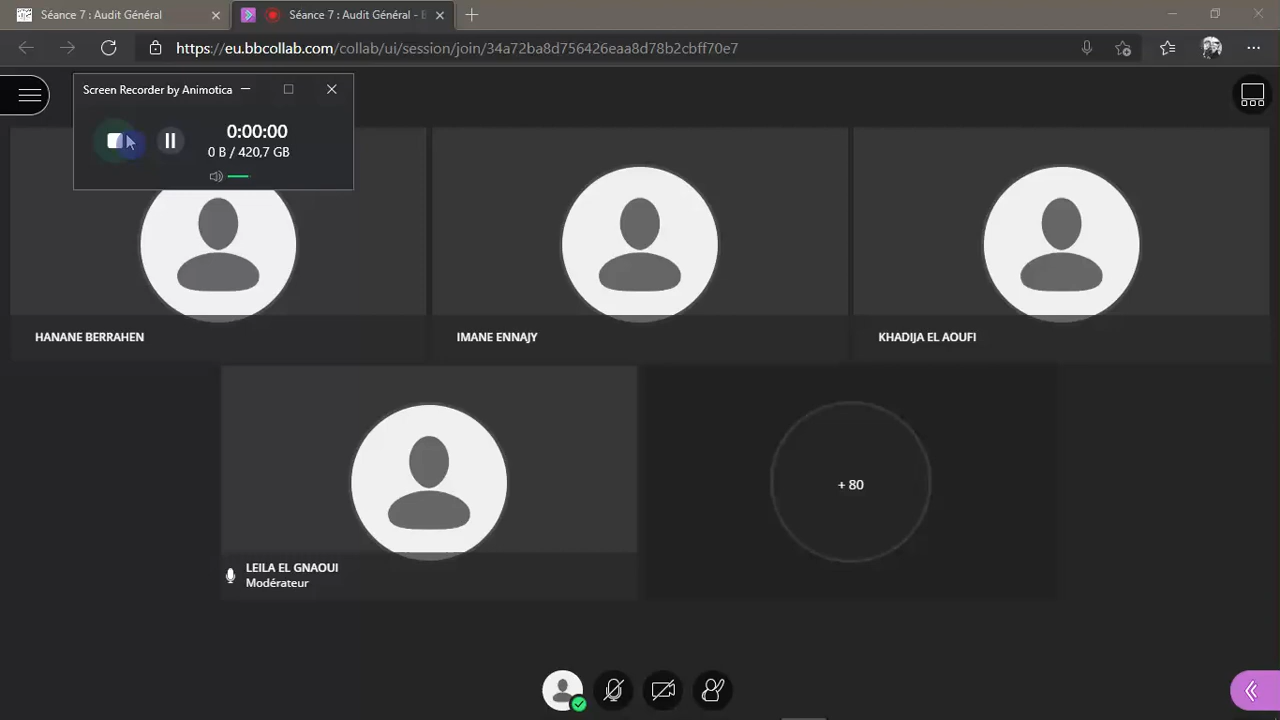 Séance 7 : Audit Général
Séance 7 : Audit Général - 
https://eu.bbcollab.com/collab/ui/session/join/34a72ba8d756426eaa8d78b2cbff70e7
Screen Recorder by Animotica
0:00:00
0 B / 420,7 GB
HANANE BERRAHEN
IMANE ENNAJY
KHADIJA EL AOUFI
LEILA EL GNAOUI
Modérateur
+ 80